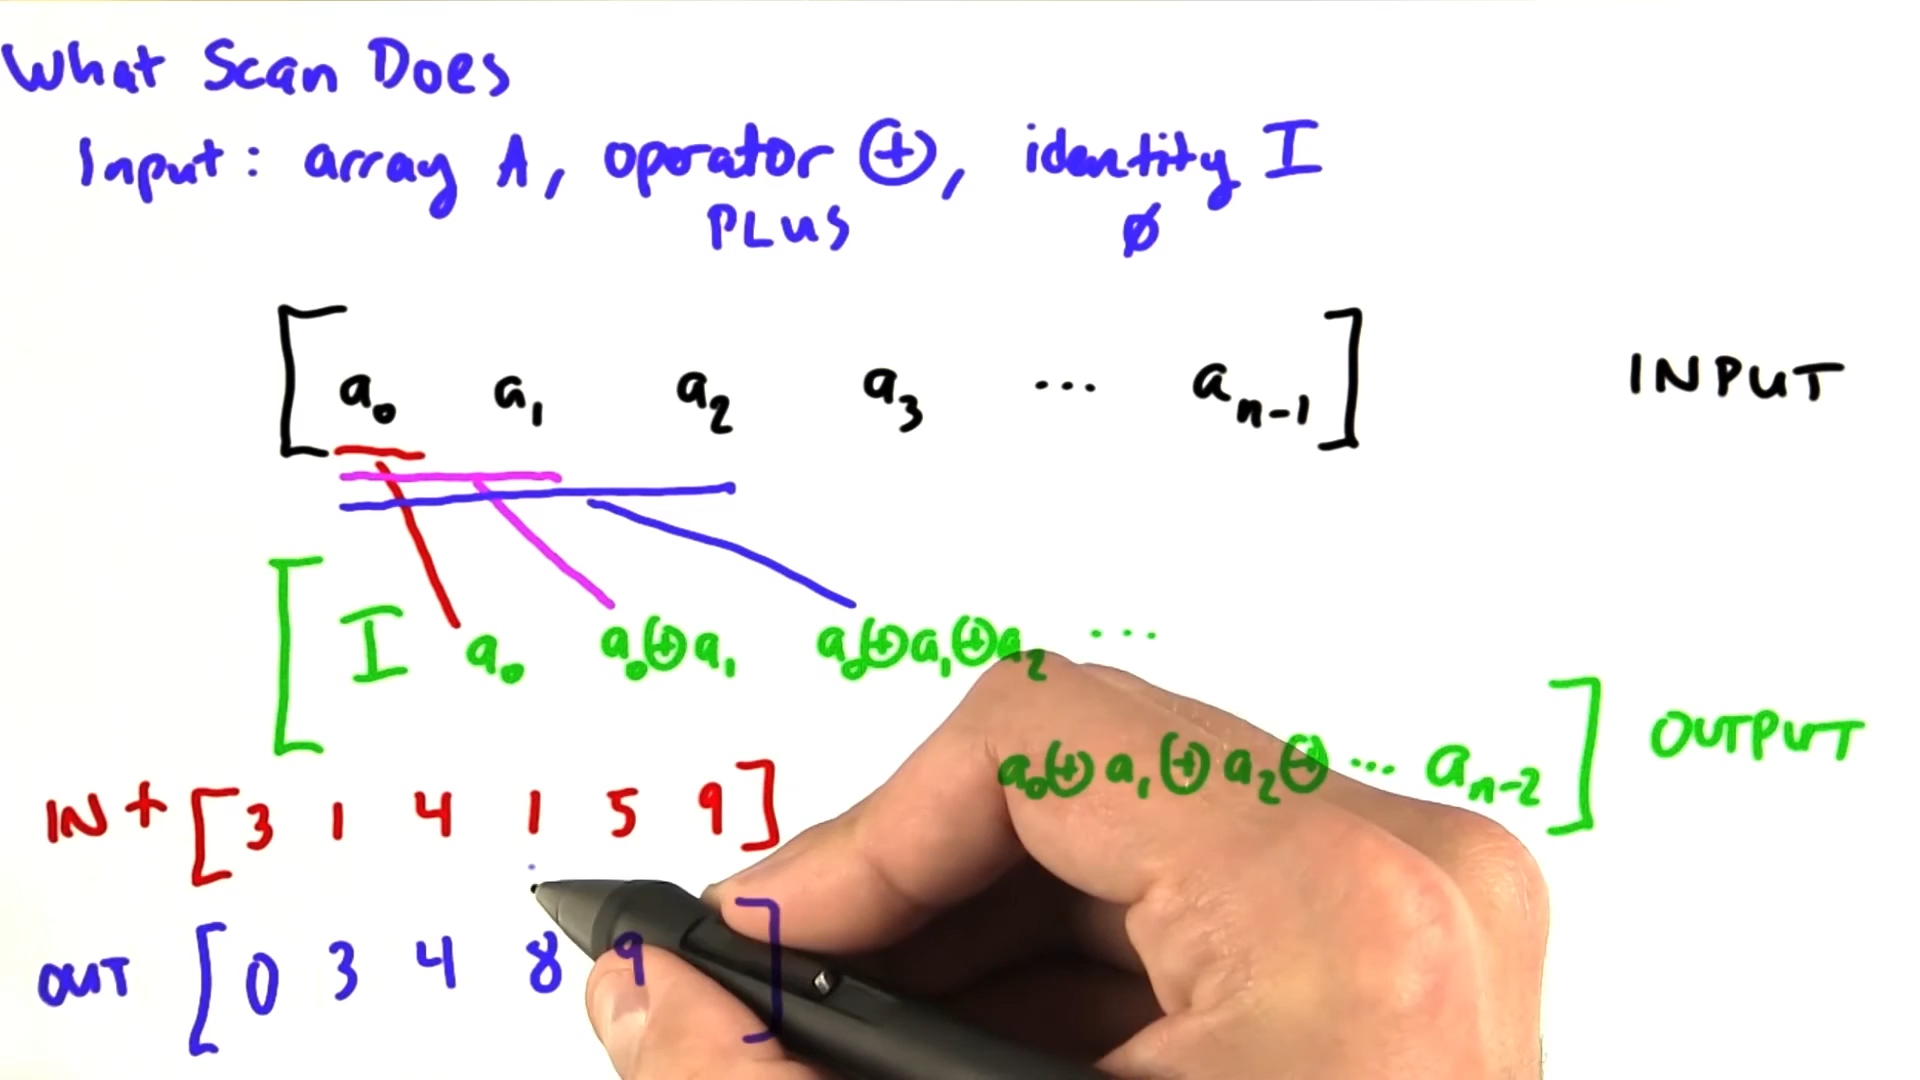 What Scan Does
Input: array A, operator ⊕, identity I
PLUS ∅
[a₀ a₁ a₂ a₃ ... aₙ₋₁] INPUT
[I a₀ a₀⊕a₁ a₀⊕a₁⊕a₂ ...
a₀⊕a₁⊕a₂⊕...aₙ₋₂] OUTPUT
IN + [3 1 4 1 5 9]
OUT [0 3 4 8 9 ]